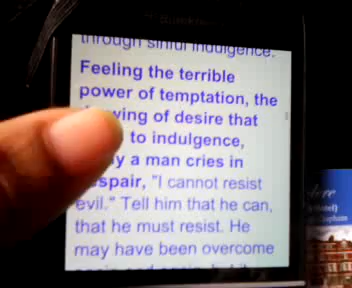 through sinful indulgence.
Feeling the terrible
power of temptation, the
wing of desire that
to indulgence,
y a man cries in
spair, "I cannot resist
evil." Tell him that he can,
that he must resist. He
may have been overcome